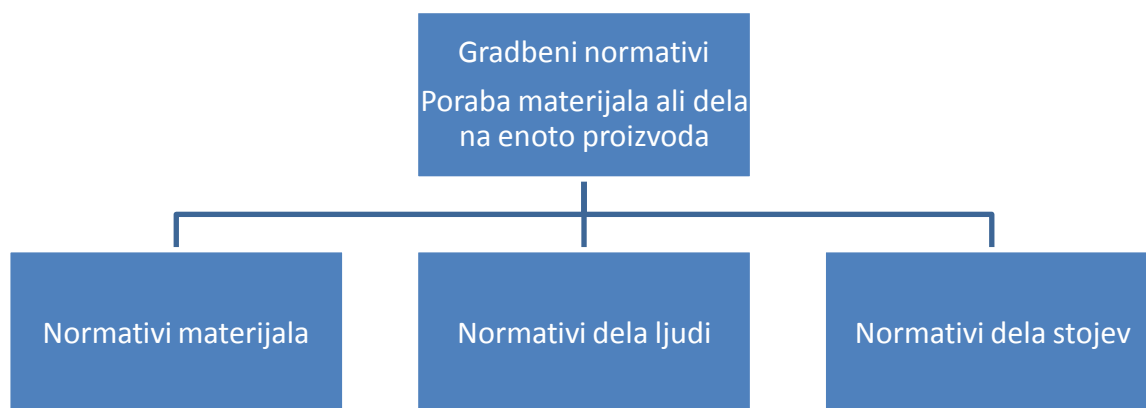 Gradbeni normativi
Poraba materijala ali dela
na enoto proizvoda
Normativi materijala
Normativi dela ljudi
Normativi dela stojev